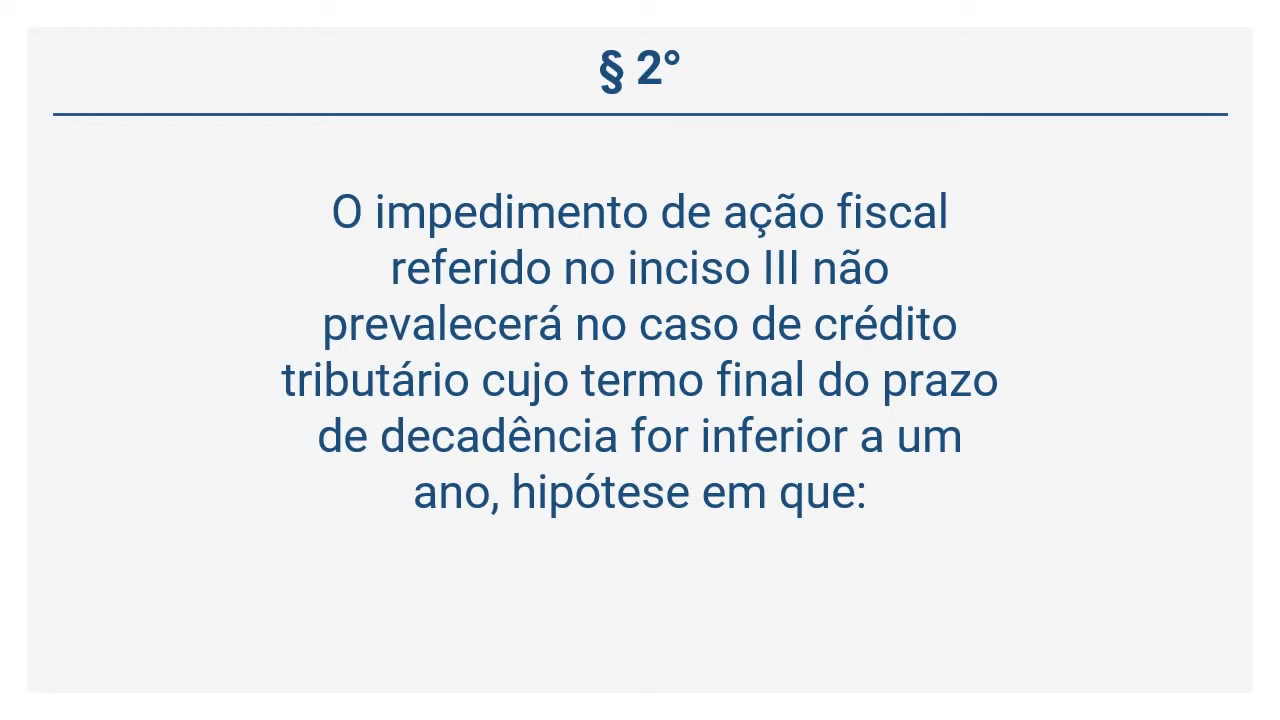 § 2°
O impedimento de ação fiscal
referido no inciso III não
prevalecerá no caso de crédito
tributário cujo termo final do prazo
de decadência for inferior a um
ano, hipótese em que: